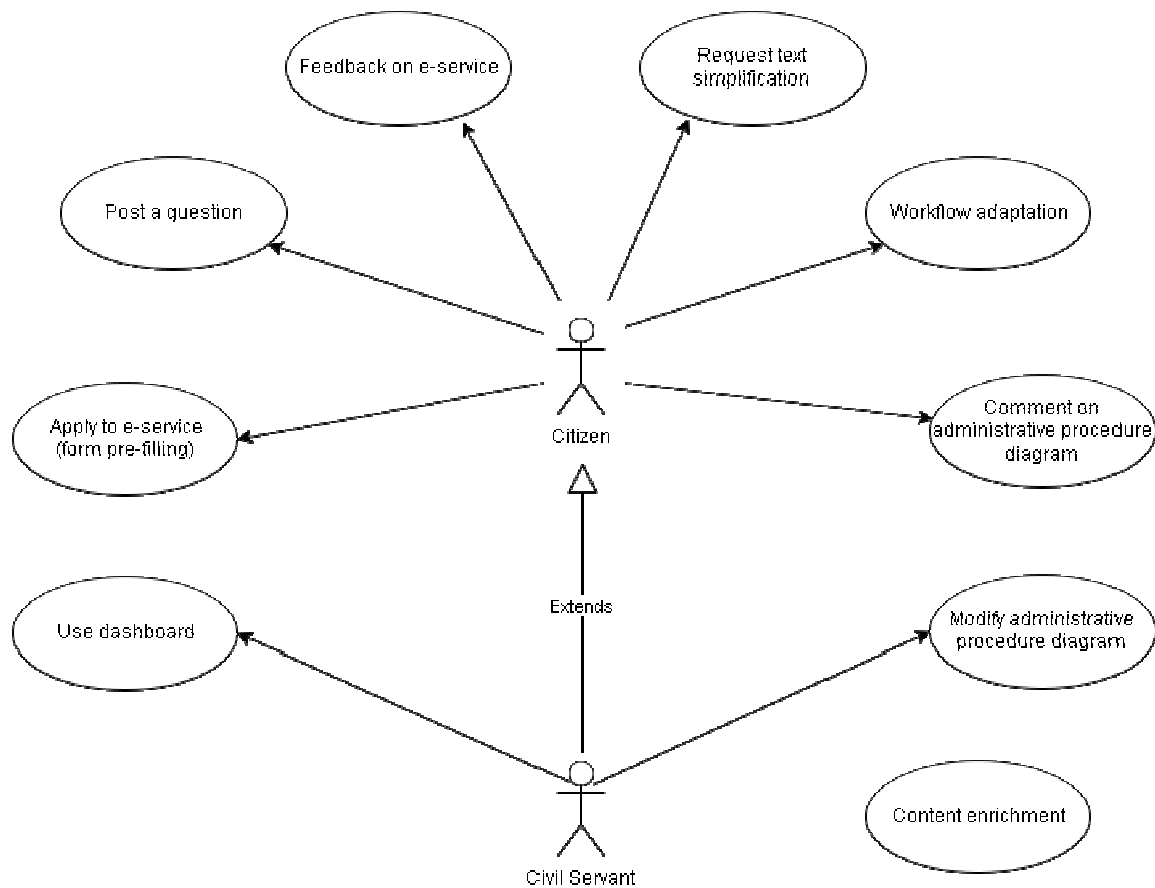 Feedback on e-service
Request text
simplification
Post a question
Workflow adaptation
Apply to e-service
(form pre-filling)
Citizen
Comment on
administrative procedure
diagram
Extends
Use dashboard
Modify administrative
procedure diagram
Content enrichment
Civil Servant